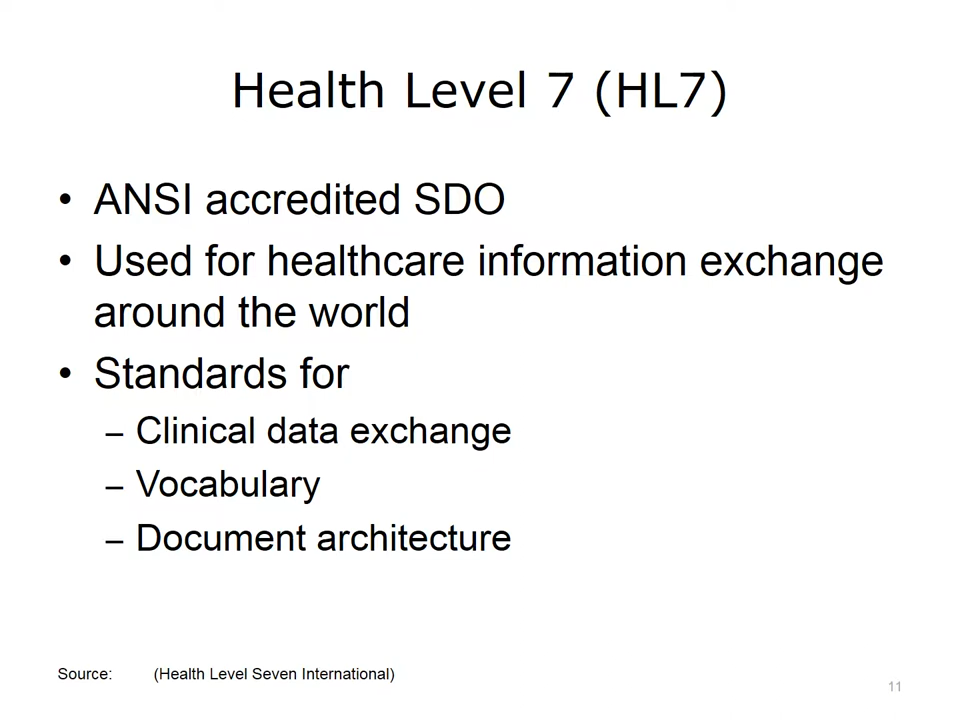 Health Level 7 (HL7)
• ANSI accredited SDO
• Used for healthcare information exchange
around the world
• Standards for
– Clinical data exchange
– Vocabulary
– Document architecture
Source: (Health Level Seven International)
11